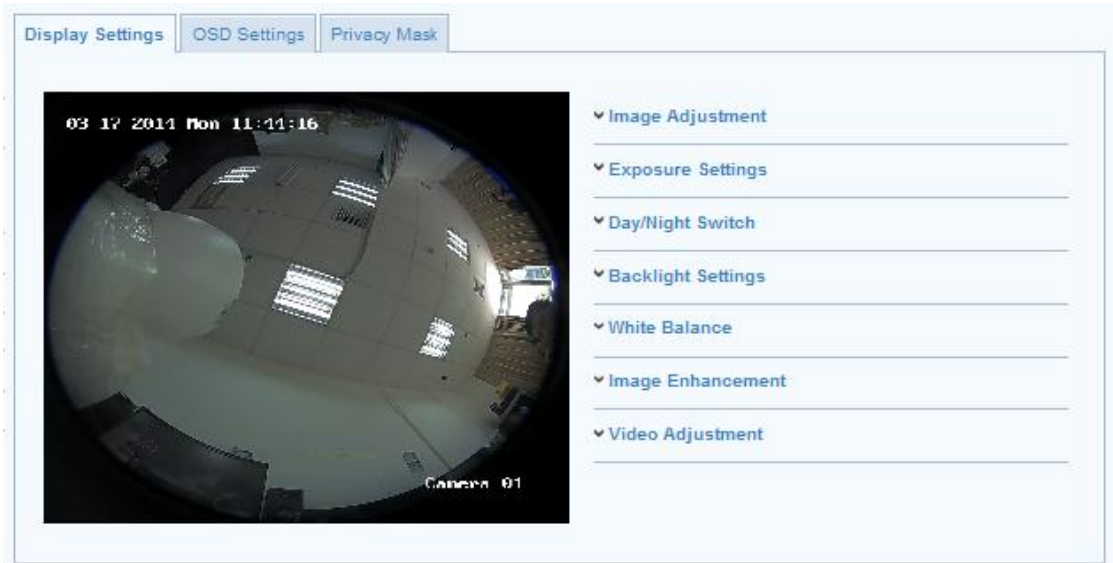 Display Settings
OSD Settings
Privacy Mask
03 17 2014 Mon 11:44:16
Camera 01
Image Adjustment
Exposure Settings
Day/Night Switch
Backlight Settings
White Balance
Image Enhancement
Video Adjustment